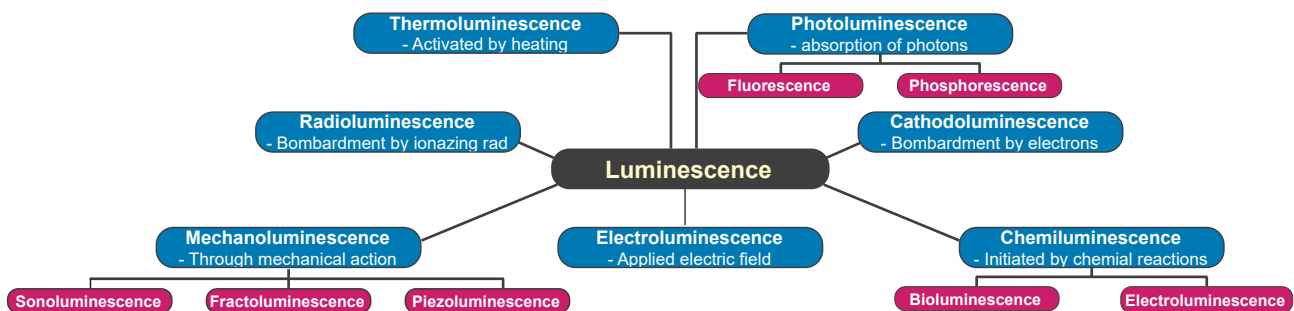 Thermoluminescence
- Activated by heating
Photoluminescence
- absorption of photons
Fluorescence
Phosphorescence
Radioluminescence
- Bombardment by ionazing rad
Cathodoluminescence
- Bombardment by electrons
Luminescence
Mechanoluminescence
- Through mechanical action
Electroluminescence
- Applied electric field
Chemiluminescence
- Initiated by chemial reactions
Sonoluminescence
Fractoluminescence
Piezoluminescence
Bioluminescence
Electroluminescence